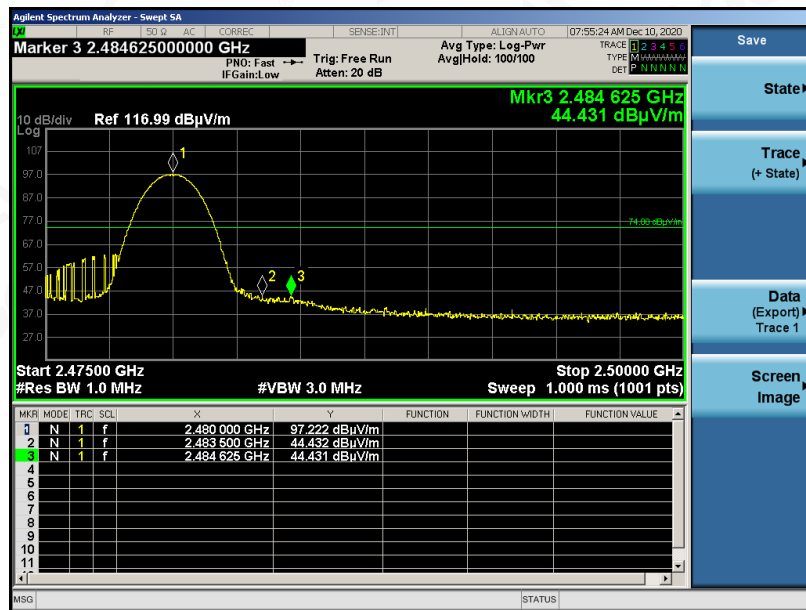 Agilent Spectrum Analyzer - Swept SA
LXI RF 50 Ω AC CORREC SENSE:INT ALIGN AUTO 07:55:24 AM Dec 10, 2020
Marker 3 2.484625000000 GHz
PNO: Fast
IFGain:Low
Trig: Free Run
Atten: 20 dB
Avg Type: Log-Pwr
Avg|Hold: 100/100
TRACE 1 2 3 4 5 6
TYPE M WWWWW
DET P N N N N N
Save
State
Trace
(+ State)
Data
(Export)
Trace 1
Screen
Image
Mkr3 2.484 625 GHz
44.431 dBµV/m
10 dB/div Ref 116.99 dBµV/m
Log
107
97.0
87.0
77.0
67.0
57.0
47.0
37.0
27.0
1
2
3
74.00 dBµV/m
Start 2.47500 GHz Stop 2.50000 GHz
#Res BW 1.0 MHz #VBW 3.0 MHz Sweep 1.000 ms (1001 pts)
MKR MODE TRC SCL X Y FUNCTION FUNCTION WIDTH FUNCTION VALUE
1 N 1 f 2.480 000 GHz 97.222 dBµV/m
2 N 1 f 2.483 500 GHz 44.432 dBµV/m
3 N 1 f 2.484 625 GHz 44.431 dBµV/m
4
5
6
7
8
9
10
11
MSG STATUS